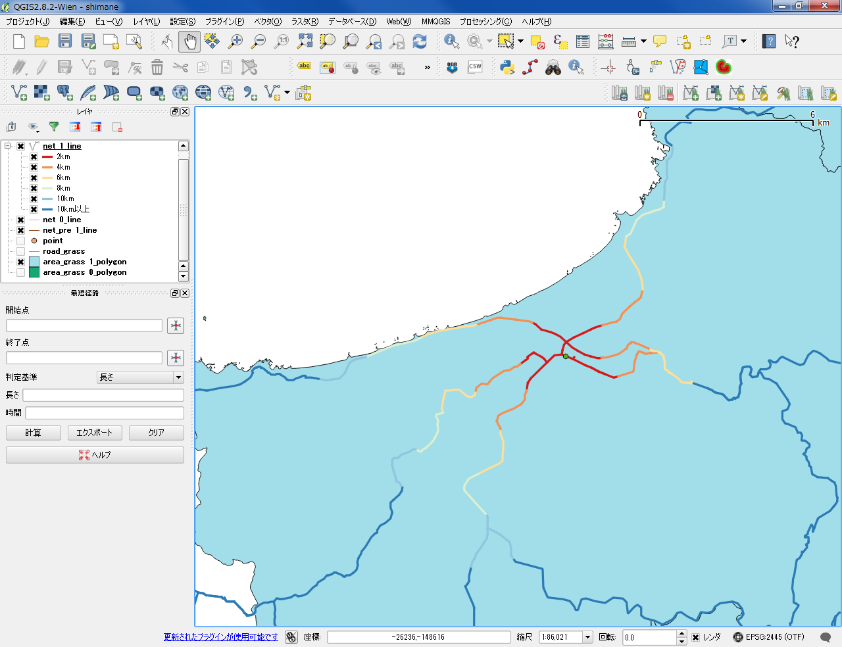 QGIS2.8.2-Wien - shimane
プロジェクト(J) 編集(E) ビュー(V) レイヤ(L) 設定(S) プラグイン(P) ベクタ(O) ラスタ(R) データベース(D) Web(W) MMQGIS プロセッシング(C) ヘルプ(H)
レイヤ
net_1_line
2km
4km
6km
8km
10km
10km以上
net_0_line
net_pre_1_line
point
road_grass
area_grass_1_polygon
area_grass_0_polygon
最短経路
開始点
終了点
判定基準 長さ
長さ
時間
計算 エクスポート クリア
ヘルプ
0 6
km
更新されたプラグインが使用可能です 座標: -26236,-148616 縮尺 1:86,021 回転: 0.0 レンダ EPSG:2445 (OTF)